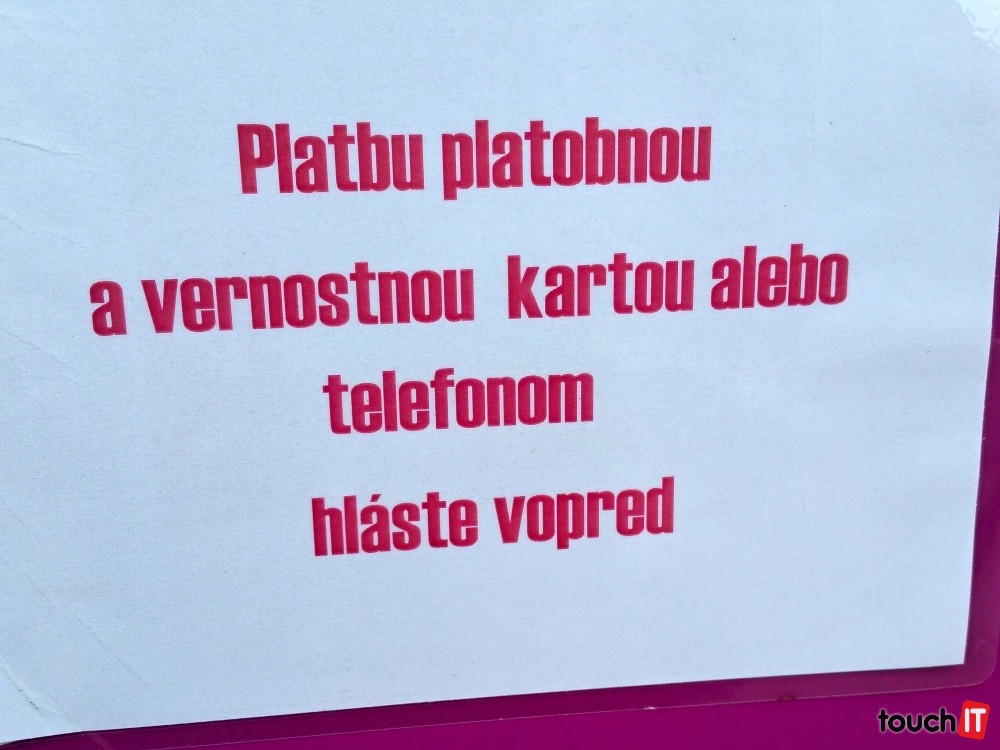 Platbu platobnou
a vernostnou kartou alebo
telefonom
hláste vopred
touchIT